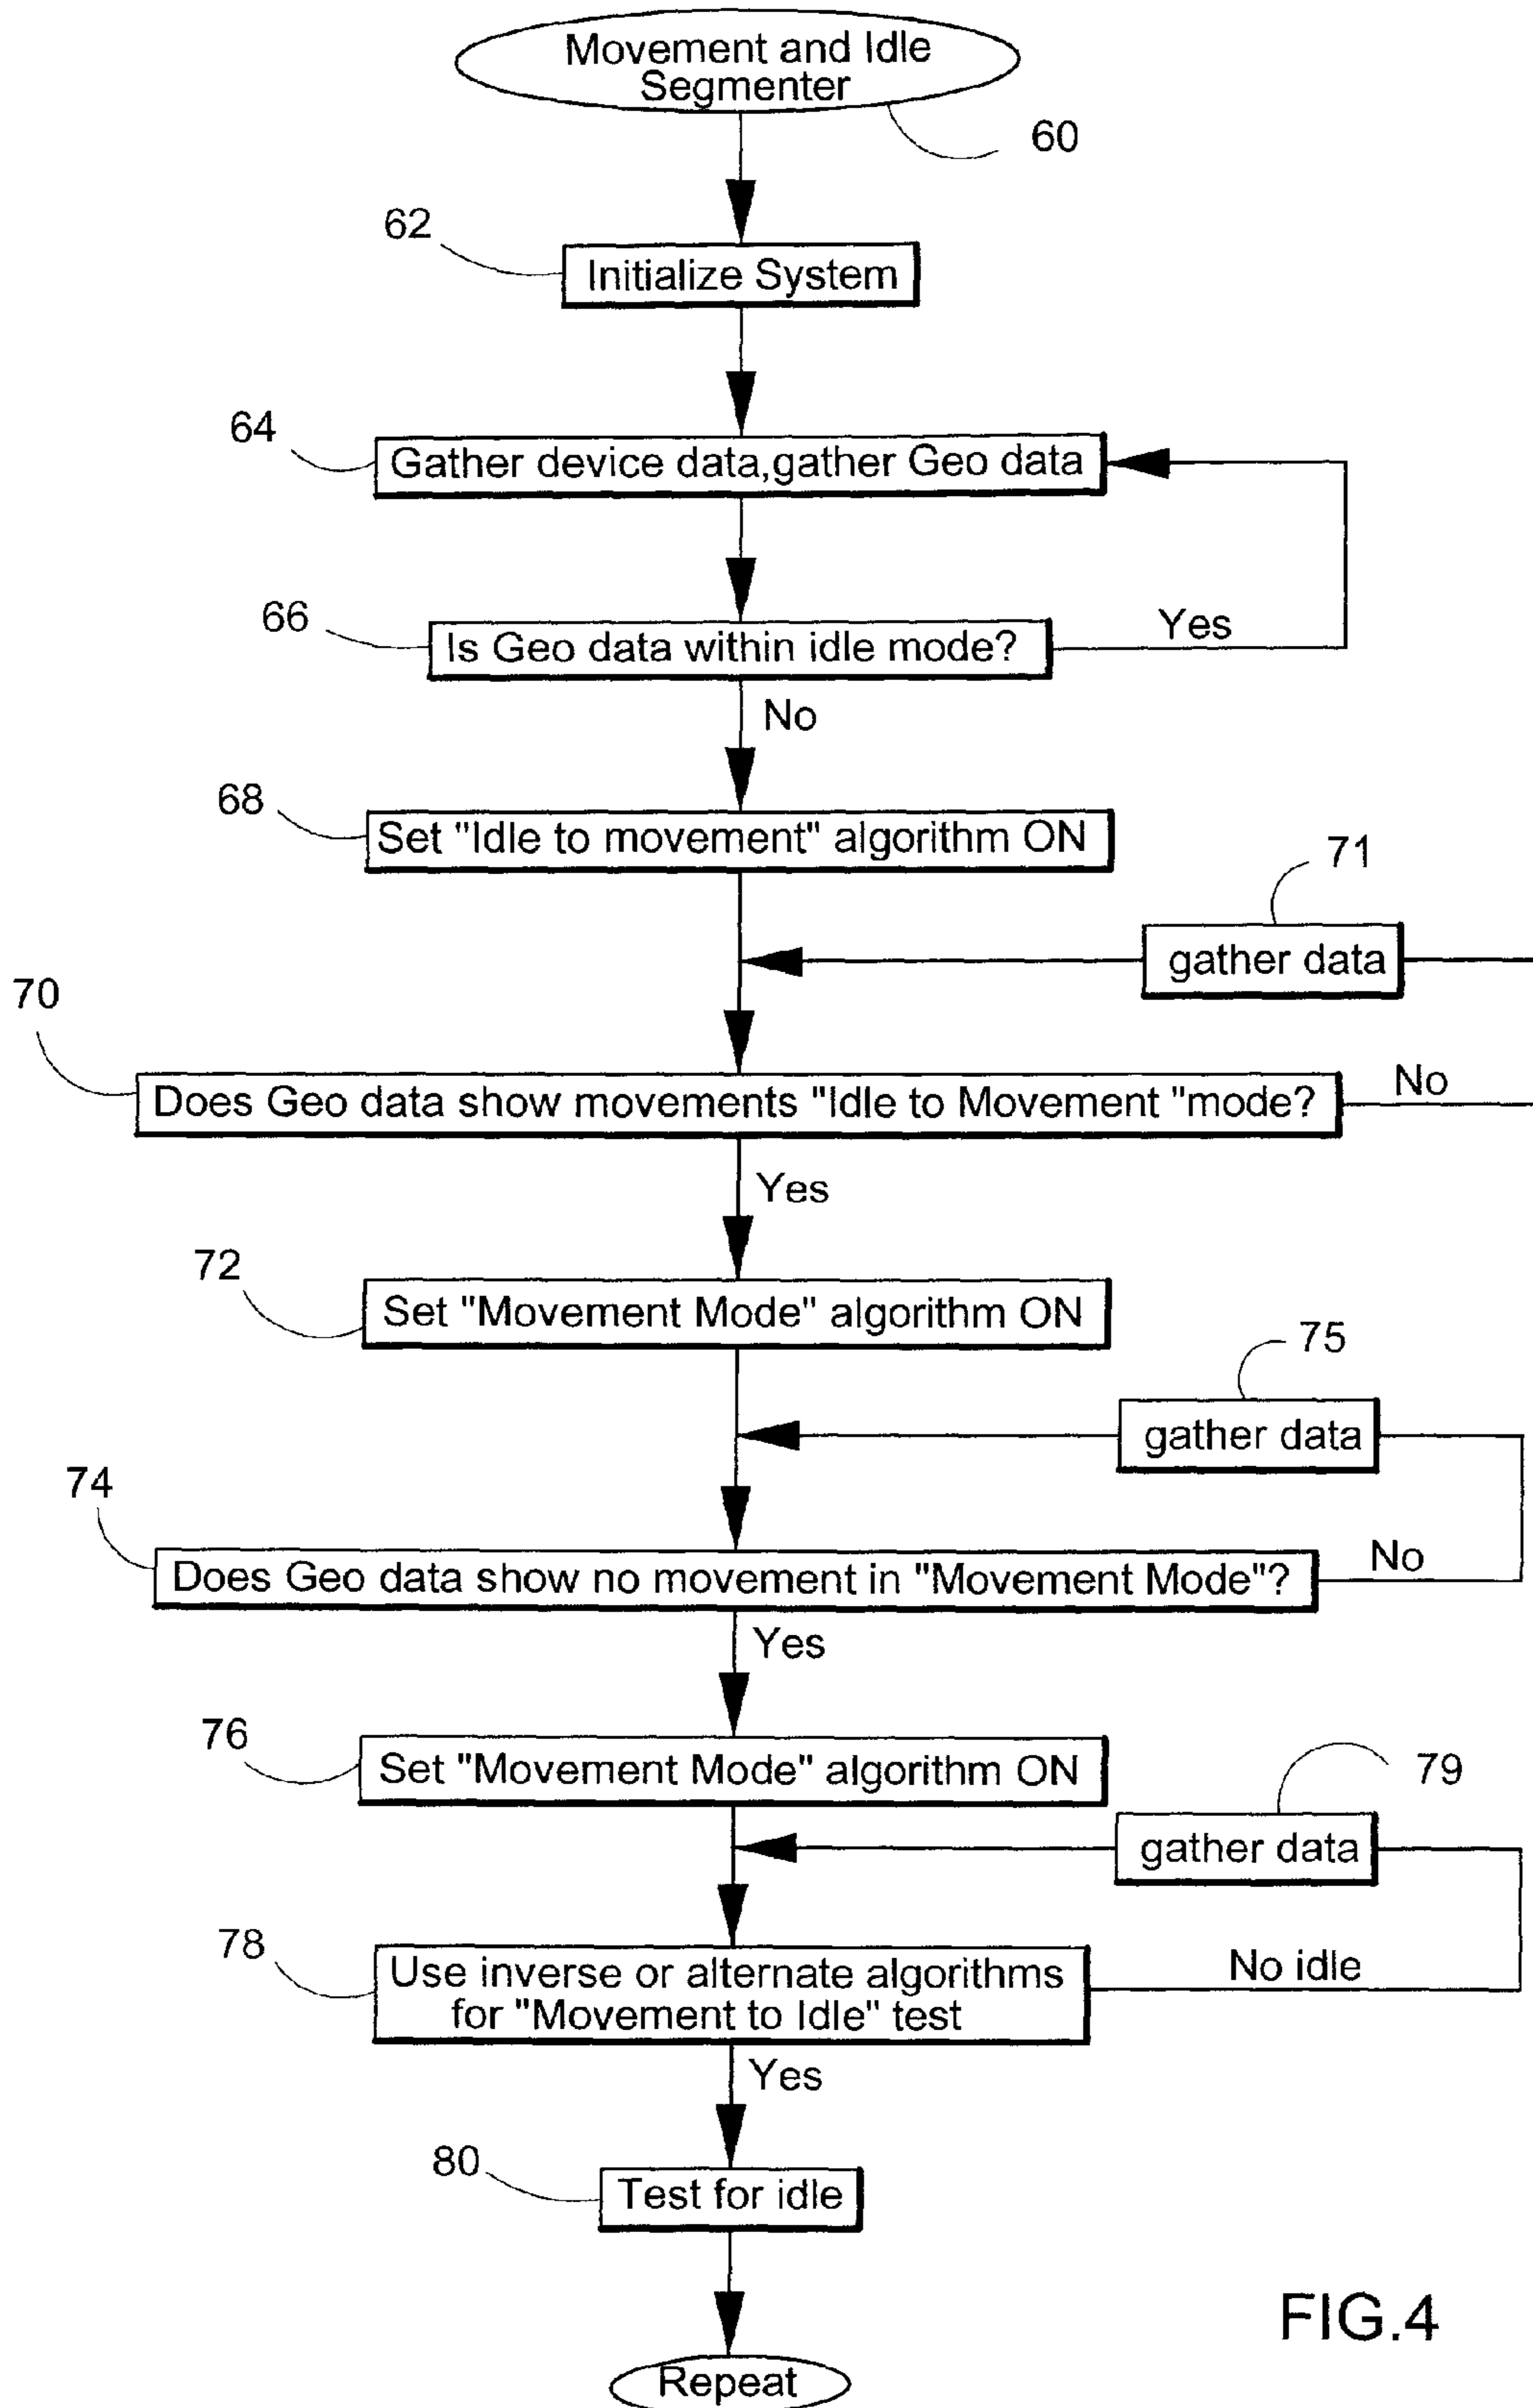 Movement and Idle
Segmenter
60
62
Initialize System
64
Gather device data,gather Geo data
66
Is Geo data within idle mode?
Yes
No
68
Set "Idle to movement" algorithm ON
71
gather data
70
Does Geo data show movements "Idle to Movement "mode?
No
Yes
72
Set "Movement Mode" algorithm ON
75
gather data
74
Does Geo data show no movement in "Movement Mode"?
No
Yes
76
Set "Movement Mode" algorithm ON
79
gather data
78
Use inverse or alternate algorithms
for "Movement to Idle" test
No idle
Yes
80
Test for idle
Repeat
FIG.4